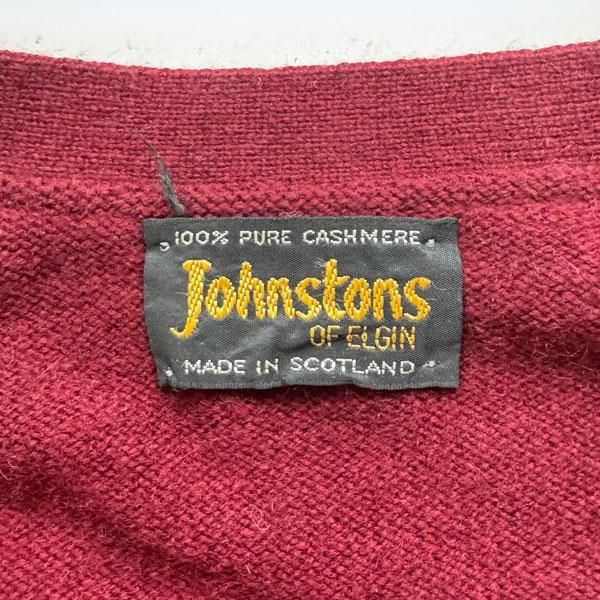 100% PURE CASHMERE
Johnstons
OF ELGIN
MADE IN SCOTLAND